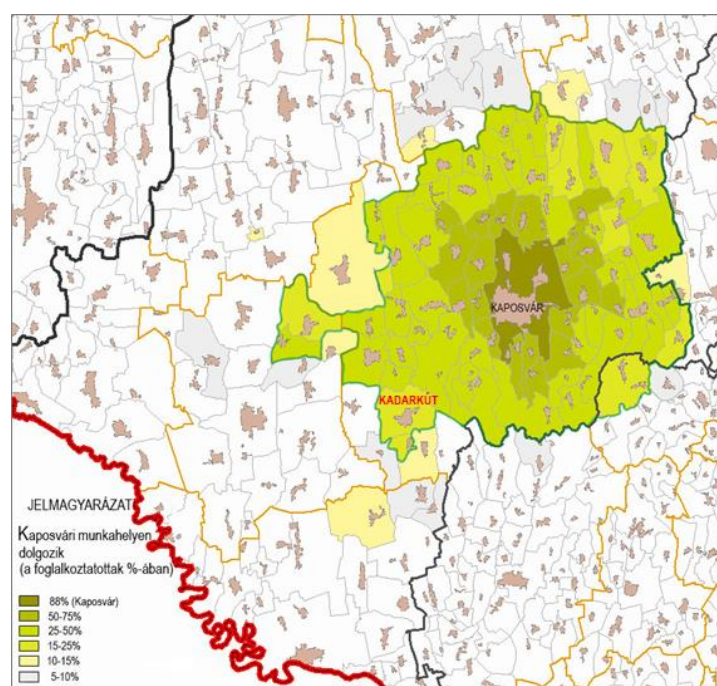 KAPOSVÁR
KADARKÚT
JELMAGYARÁZAT
Kaposvári munkahelyen
dolgozik
(a foglalkoztatottak %-ában)
88% (Kaposvár)
50-75%
25-50%
15-25%
10-15%
5-10%